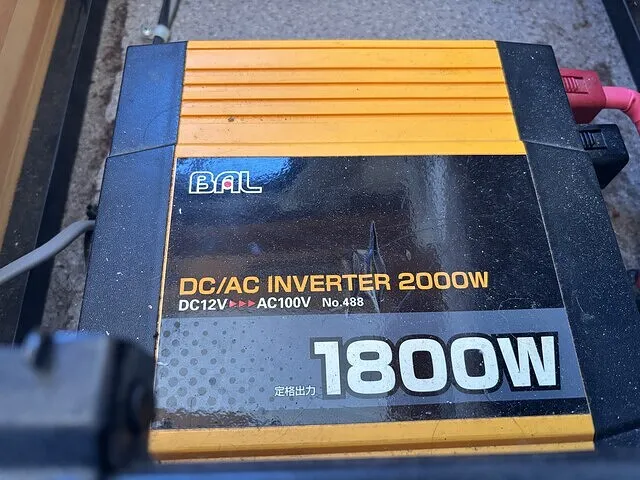 BAL
DC/AC INVERTER 2000W
DC12V▶▶▶AC100V No.488
定格出力 1800W